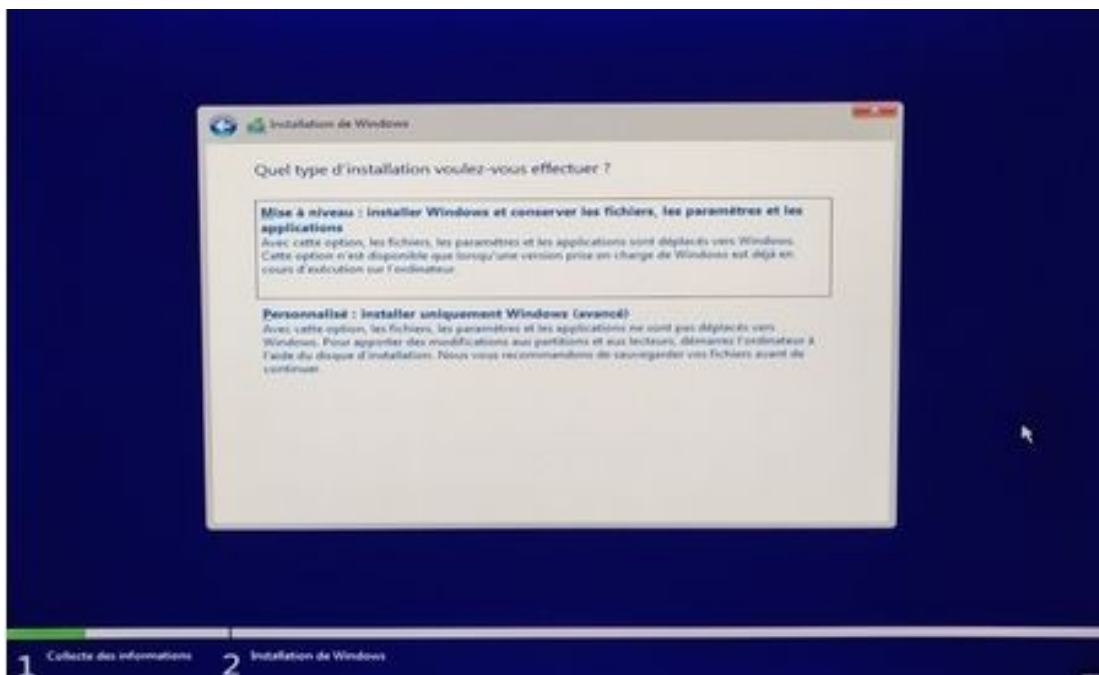 Installation de Windows
Quel type d'installation voulez-vous effectuer ?
Mise à niveau : installer Windows et conserver les fichiers, les paramètres et les
applications
Avec cette option, les fichiers, les paramètres et les applications sont déplacés vers Windows.
Cette option n'est disponible que lorsqu'une version prise en charge de Windows est déjà en
cours d'exécution sur l'ordinateur.
Personnalisé : installer uniquement Windows (avancé)
Avec cette option, les fichiers, les paramètres et les applications ne sont pas déplacés vers
Windows. Pour apporter des modifications aux partitions et aux lecteurs, démarrez l'ordinateur à
l'aide du disque d'installation. Nous vous recommandons de sauvegarder vos fichiers avant de
continuer.
1 Collecte des informations
2 Installation de Windows